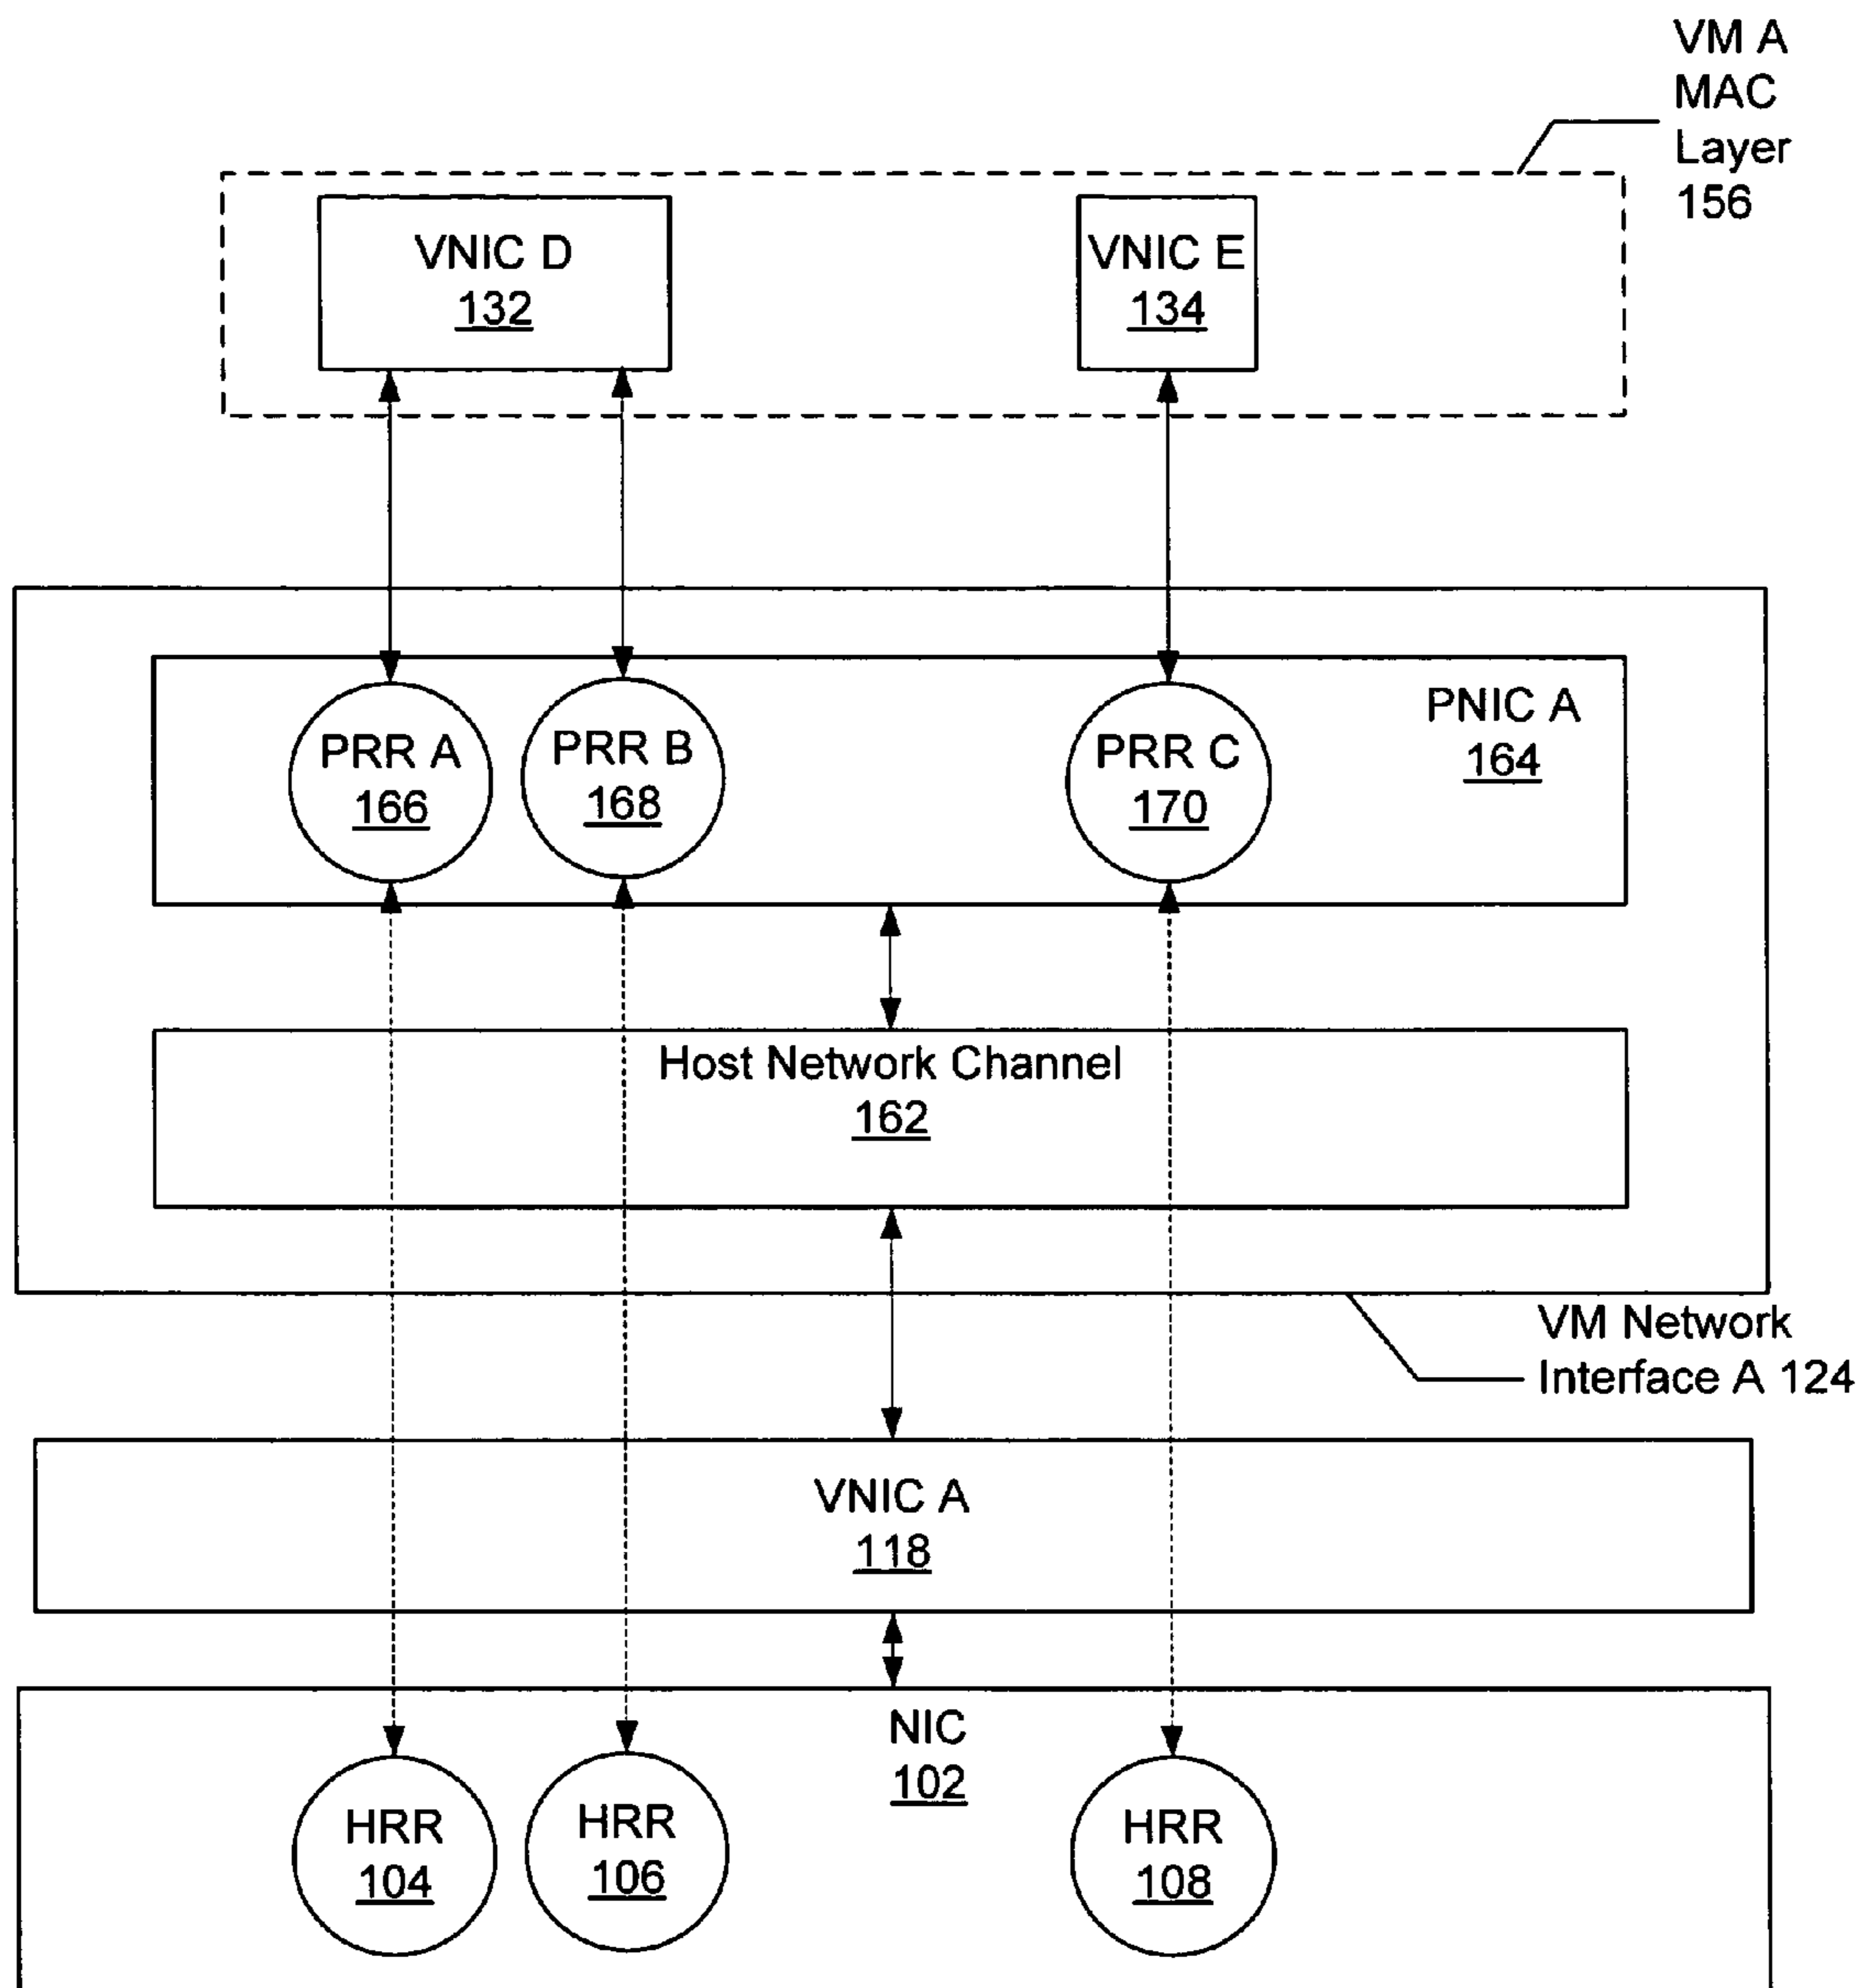 VM A
MAC
Layer
156
VNIC D
132
VNIC E
134
PNIC A
164
PRR A
166
PRR B
168
PRR C
170
Host Network Channel
162
VM Network
Interface A 124
VNIC A
118
NIC
102
HRR
104
HRR
106
HRR
108